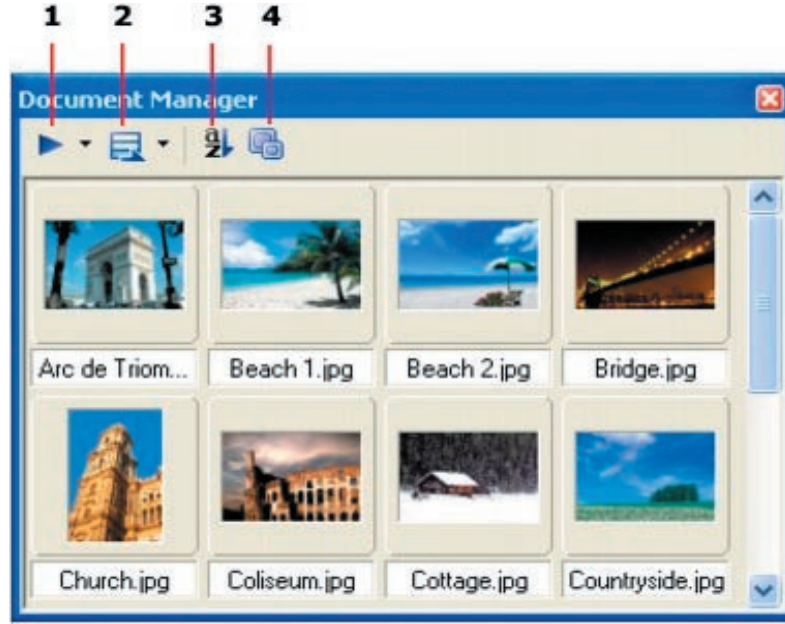 1 2 3 4
Document Manager
a
z
Arc de Triom... Beach 1.jpg Beach 2.jpg Bridge.jpg
Church.jpg Coliseum.jpg Cottage.jpg Countryside.jpg